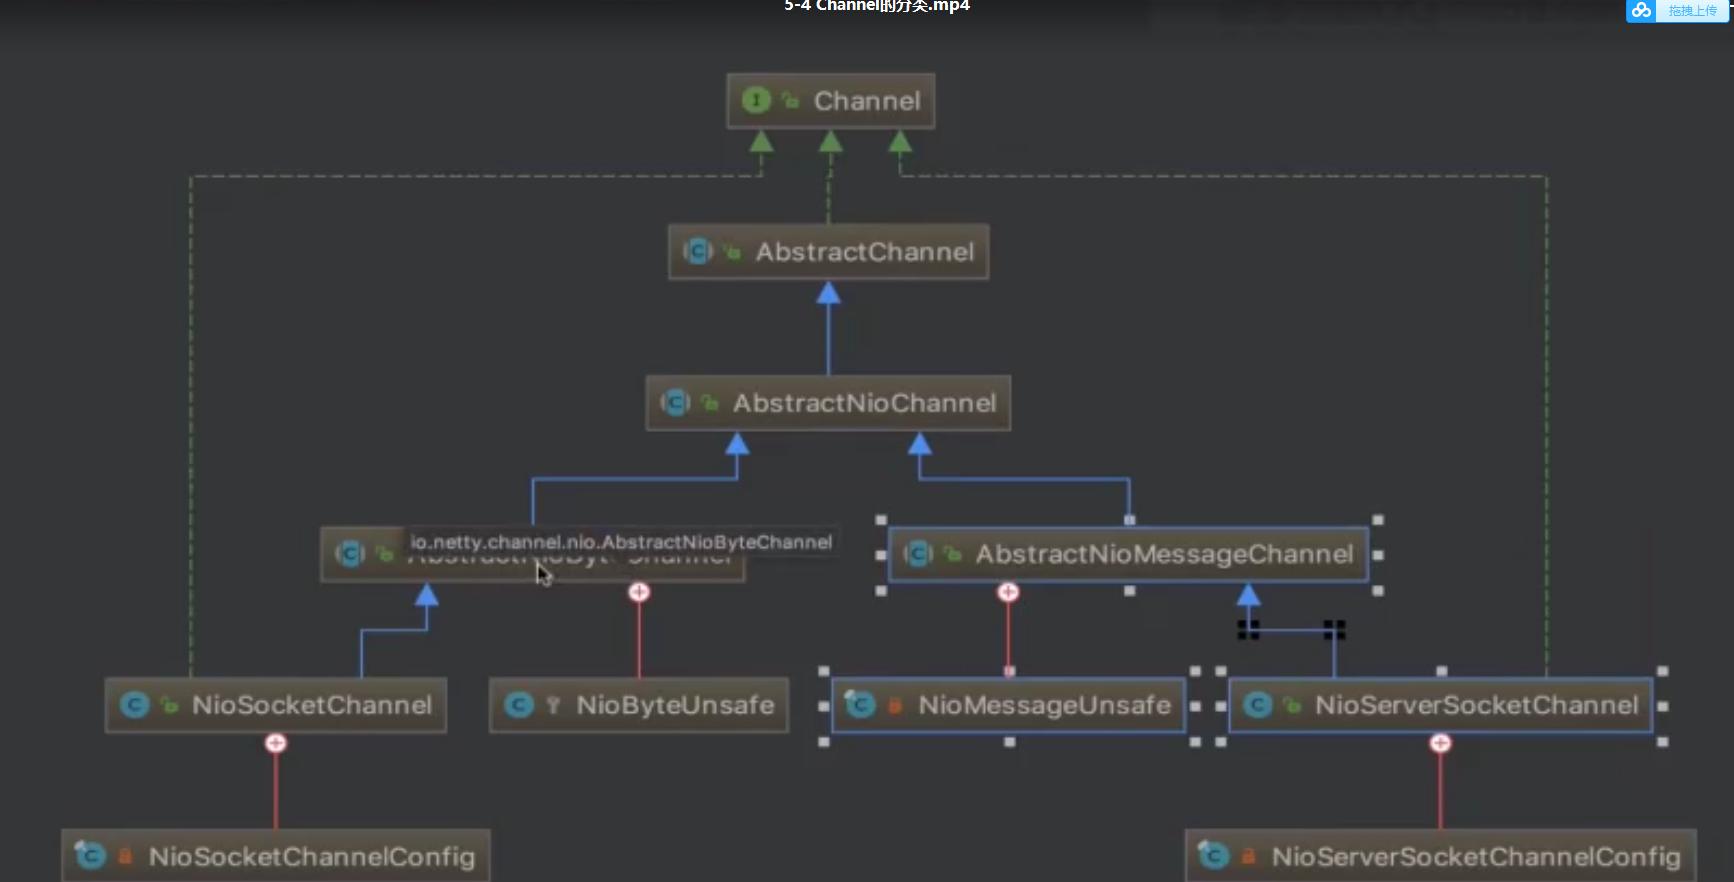 5-4 Channel的分类.mp4
拖拽上传
Channel
AbstractChannel
AbstractNioChannel
io.netty.channel.nio.AbstractNioByteChannel
AbstractNioByteChannel
AbstractNioMessageChannel
NioSocketChannel
NioByteUnsafe
NioMessageUnsafe
NioServerSocketChannel
NioSocketChannelConfig
NioServerSocketChannelConfig